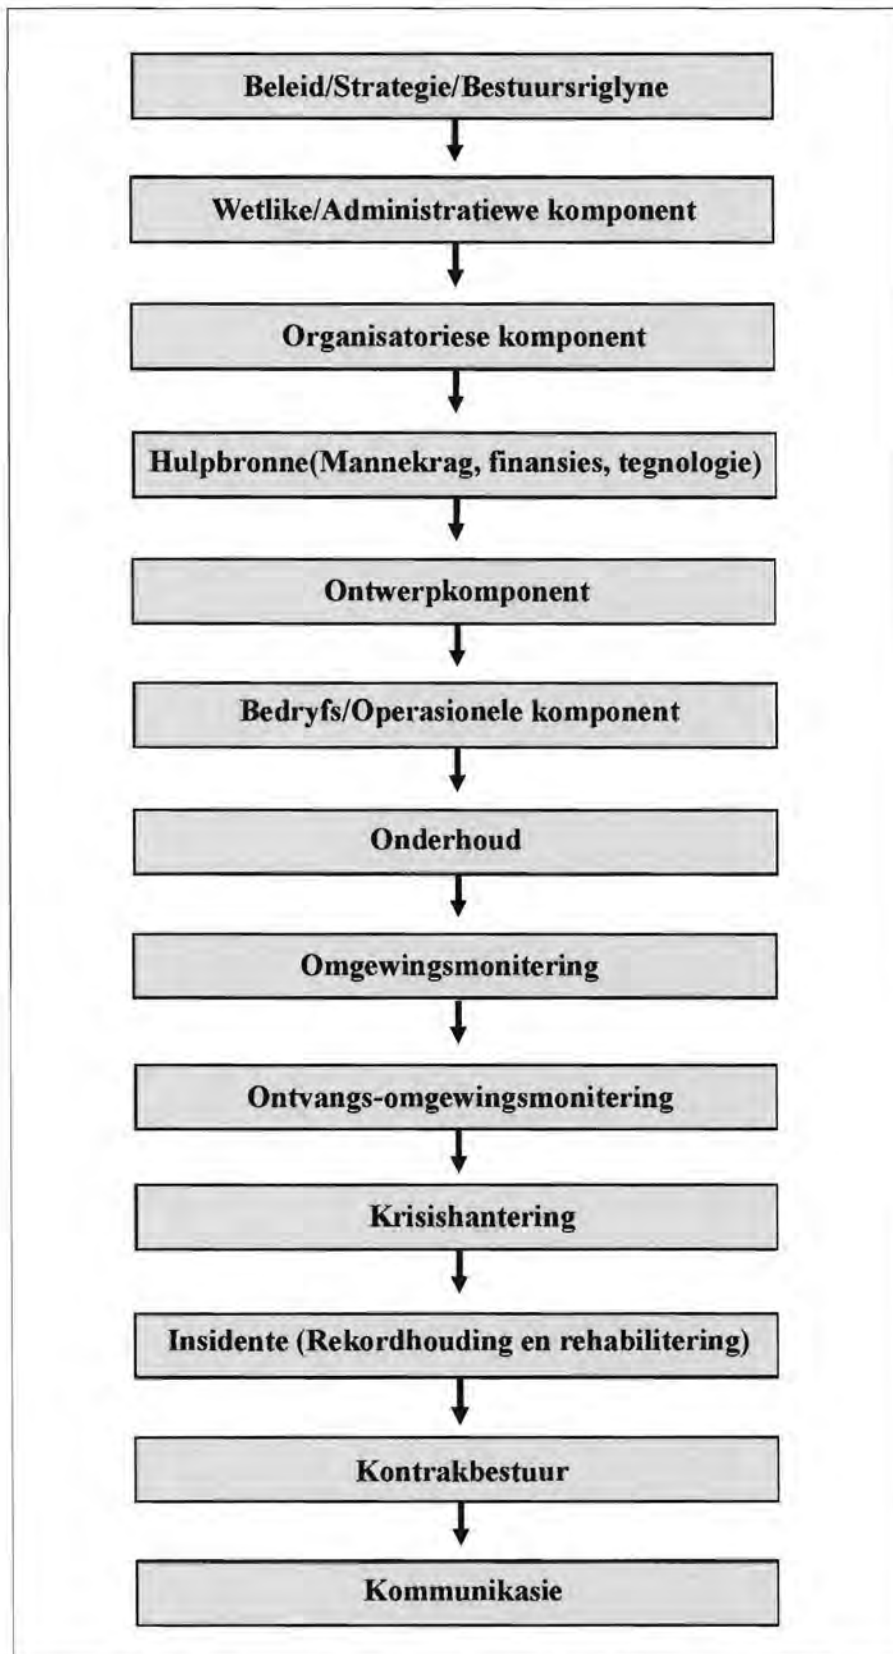 Beleid/Strategie/Bestuursriglyne
Wetlike/Administratiewe komponent
Organisatoriese komponent
Hulpbronne(Mannekrag, finansies, tegnologie)
Ontwerpkomponent
Bedryfs/Operasionele komponent
Onderhoud
Omgewingsmonitering
Ontvangs-omgewingsmonitering
Krisishantering
Insidente (Rekordhouding en rehabilitering)
Kontrakbestuur
Kommunikasie